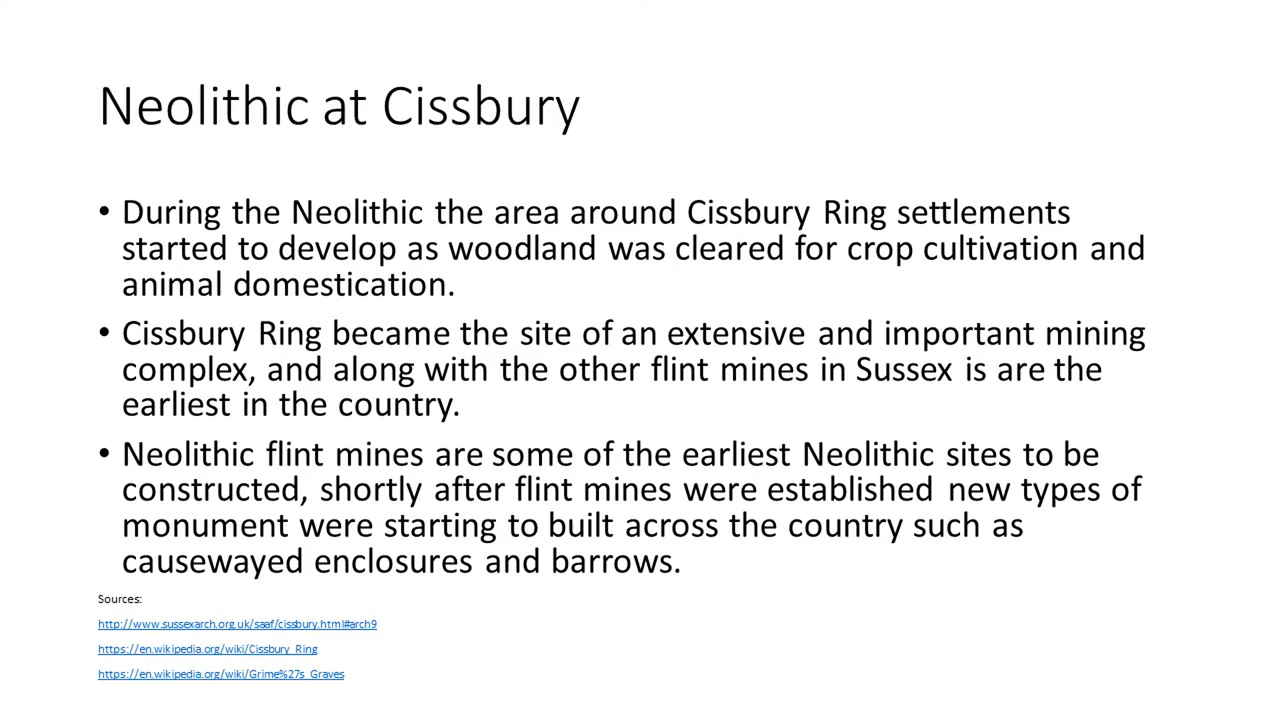 Neolithic at Cissbury
• During the Neolithic the area around Cissbury Ring settlements
started to develop as woodland was cleared for crop cultivation and
animal domestication.
• Cissbury Ring became the site of an extensive and important mining
complex, and along with the other flint mines in Sussex is are the
earliest in the country.
• Neolithic flint mines are some of the earliest Neolithic sites to be
constructed, shortly after flint mines were established new types of
monument were starting to built across the country such as
causewayed enclosures and barrows.
Sources:
http://www.sussexarch.org.uk/saaf/cissbury.html#arch9
https://en.wikipedia.org/wiki/Cissbury_Ring
https://en.wikipedia.org/wiki/Grime%27s_Graves